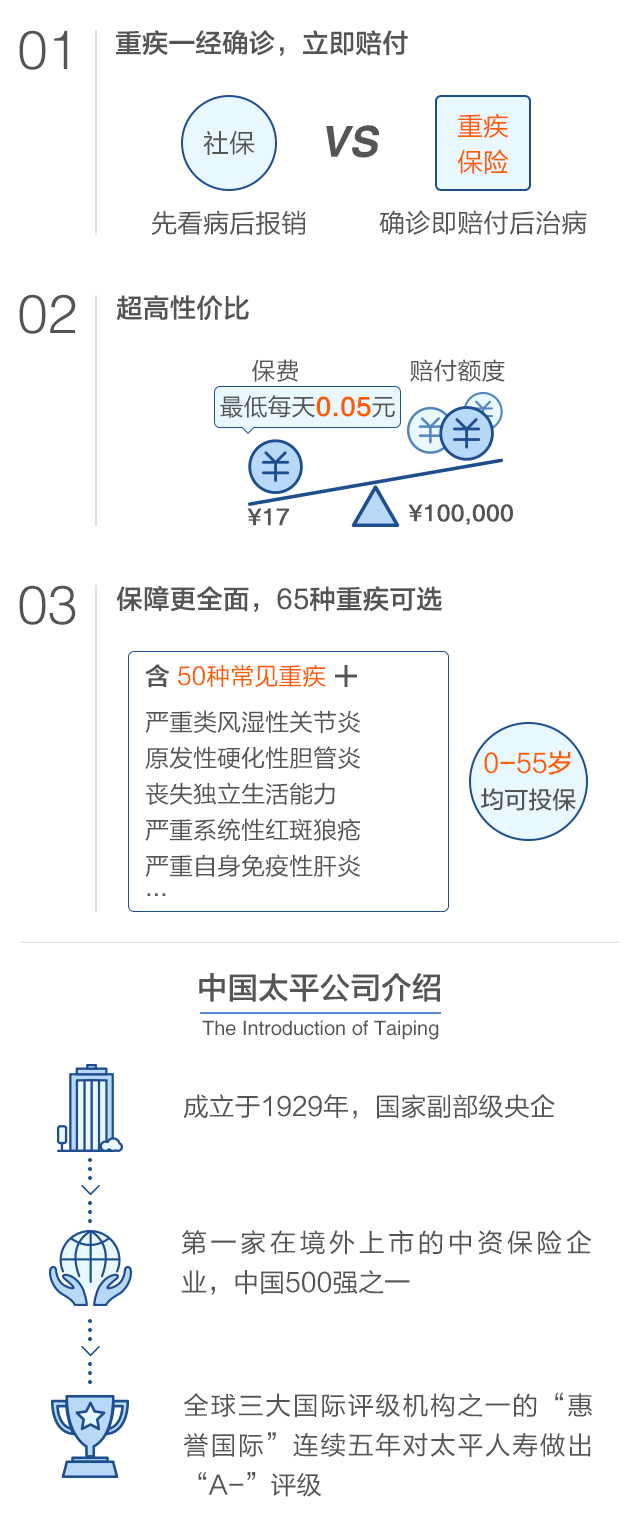 01
重疾一经确诊，立即赔付
社保
VS
重疾
保险
先看病后报销
确诊即赔付后治病
02
超高性价比
保费
赔付额度
最低每天0.05元
¥
¥
¥
¥
¥17
¥100,000
03
保障更全面，65种重疾可选
含 50种常见重疾 +
严重类风湿性关节炎
原发性硬化性胆管炎
丧失独立生活能力
严重系统性红斑狼疮
严重自身免疫性肝炎
…
0-55岁
均可投保
中国太平公司介绍
The Introduction of Taiping
成立于1929年，国家副部级央企
第一家在境外上市的中资保险企
业，中国500强之一
全球三大国际评级机构之一的“惠
誉国际”连续五年对太平人寿做出
“A-”评级